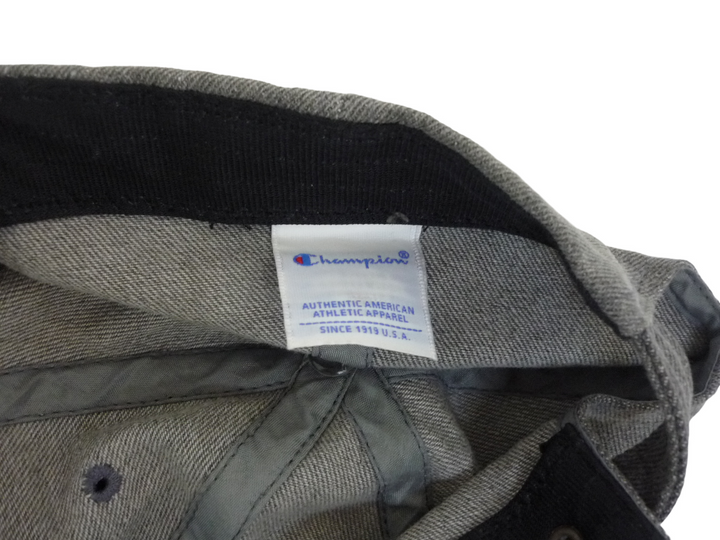 Champion®
AUTHENTIC AMERICAN
ATHLETIC APPAREL
SINCE 1919 U.S.A.